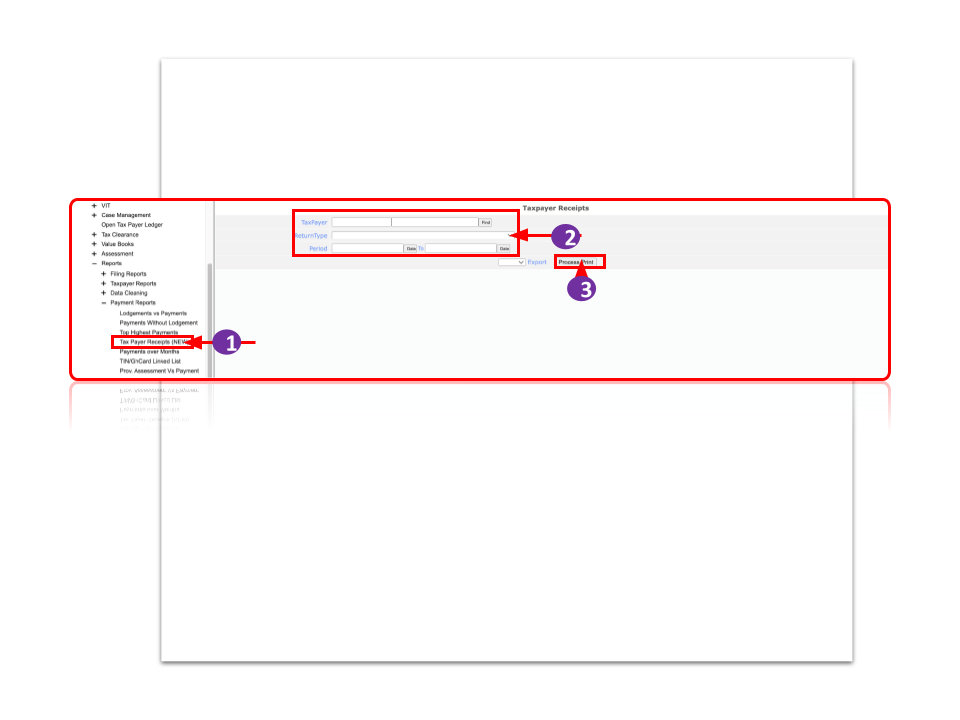 VIT
Case Management
Open Tax Payer Ledger
Tax Clearance
Value Books
Assessment
Reports
Filing Reports
Taxpayer Reports
Data Cleaning
Payment Reports
Lodgements vs Payments
Payments Without Lodgement
Top Highest Payments
Tax Payer Receipts (NEW
Payments over Months
TIN/GhCard Linked List
Prov. Assessment Vs Payment
1
Taxpayer Receipts
TaxPayer Find
ReturnType
Period Date To Date
2
Export Process Print
3